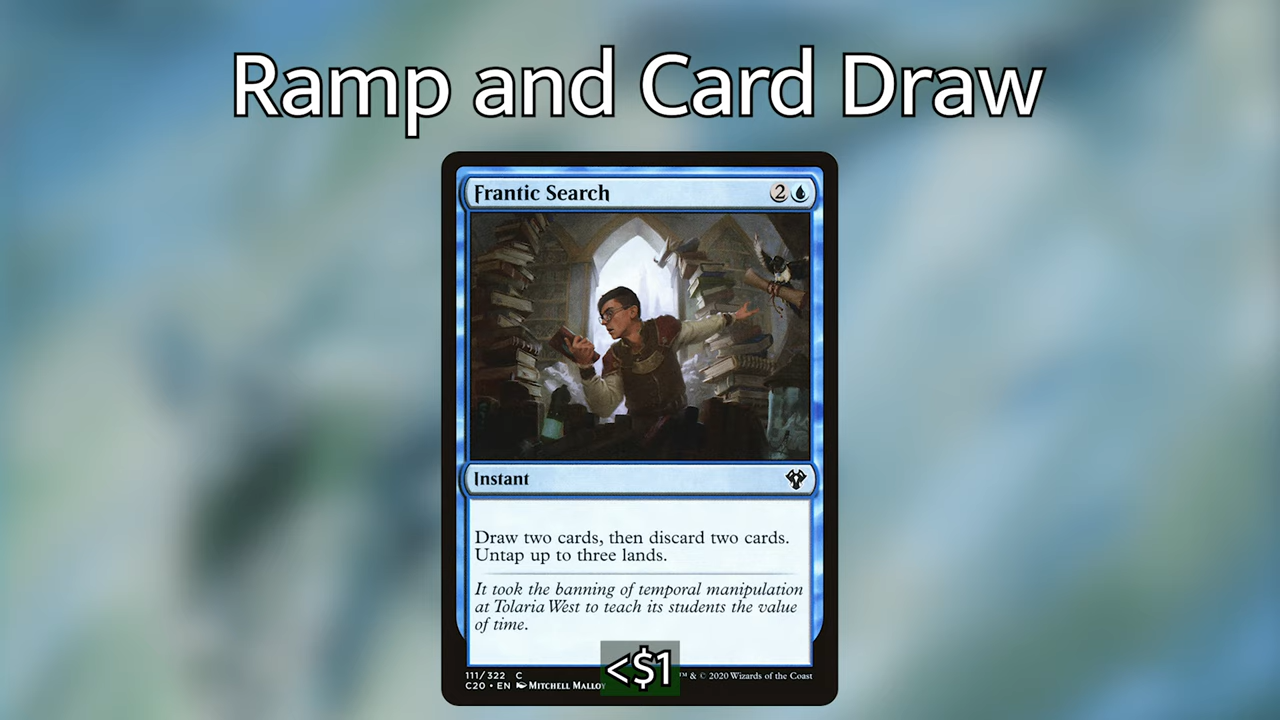 Ramp and Card Draw
Frantic Search 2
Instant
Draw two cards, then discard two cards.
Untap up to three lands.
It took the banning of temporal manipulation
at Tolaria West to teach its students the value
of time.
<$1
111/322 C
C20 • EN Mitchell Malloy
™ & © 2020 Wizards of the Coast